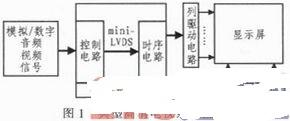 模拟/数字
音频
视频
信号
控制
电路
mini-
LVDS
时序
电路
列
驱
动
电
路
显示屏
图1